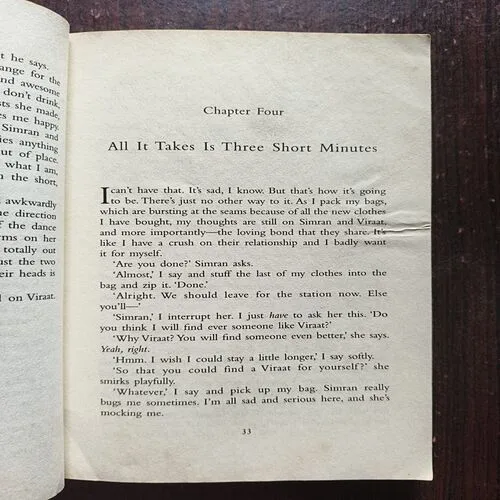 t he says.
ange for the
nd awesome
don't drink,
sts she made,
es me happy.
Simran and
ies anything
ut of place.
what I am,
n the short,
awkwardly
e direction
f the dance
rms on her
totally out
ust the two
eir heads is
l on Viraat.
Chapter Four
All It Takes Is Three Short Minutes
I can't have that. It's sad, I know. But that's how it's going
to be. There's just no other way to it. As I pack my bags,
which are bursting at the seams because of all the new clothes
I have bought, my thoughts are still on Simran and Viraat,
and more importantly—the loving bond that they share. It's
like I have a crush on their relationship and I badly want
it for myself.
'Are you done?' Simran asks.
'Almost,' I say and stuff the last of my clothes into the
bag and zip it. 'Done.'
'Alright. We should leave for the station now. Else
you'll—'
'Simran,' I interrupt her. I just have to ask her this. 'Do
you think I will find ever someone like Viraat?'
'Why Viraat? You will find someone even better,' she says.
Yeah, right.
'Hmm. I wish I could stay a little longer,' I say softly.
'So that you could find a Viraat for yourself?' she
smirks playfully.
'Whatever,' I say and pick up my bag. Simran really
bugs me sometimes. I'm all sad and serious here, and she's
mocking me.
33